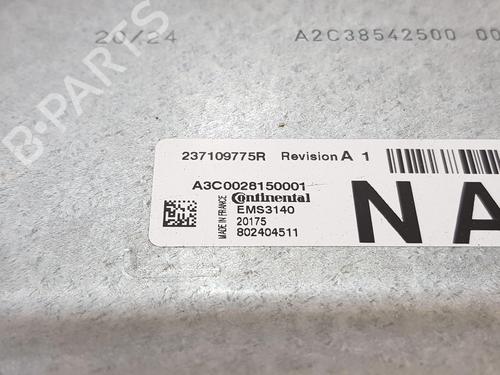 20/24
A2C38542500 00
237109775R Revision A 1
A3C0028150001
Continental
MADE IN FRANCE
EMS3140
20175
802404511
NA
B-PARTS